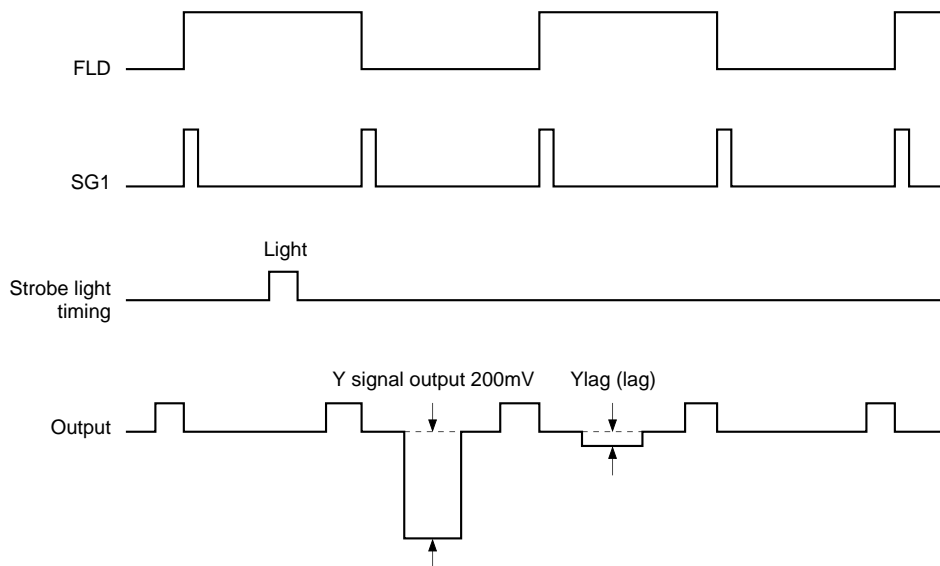 FLD
SG1
Light
Strobe light
timing
Y signal output 200mV
Ylag (lag)
Output